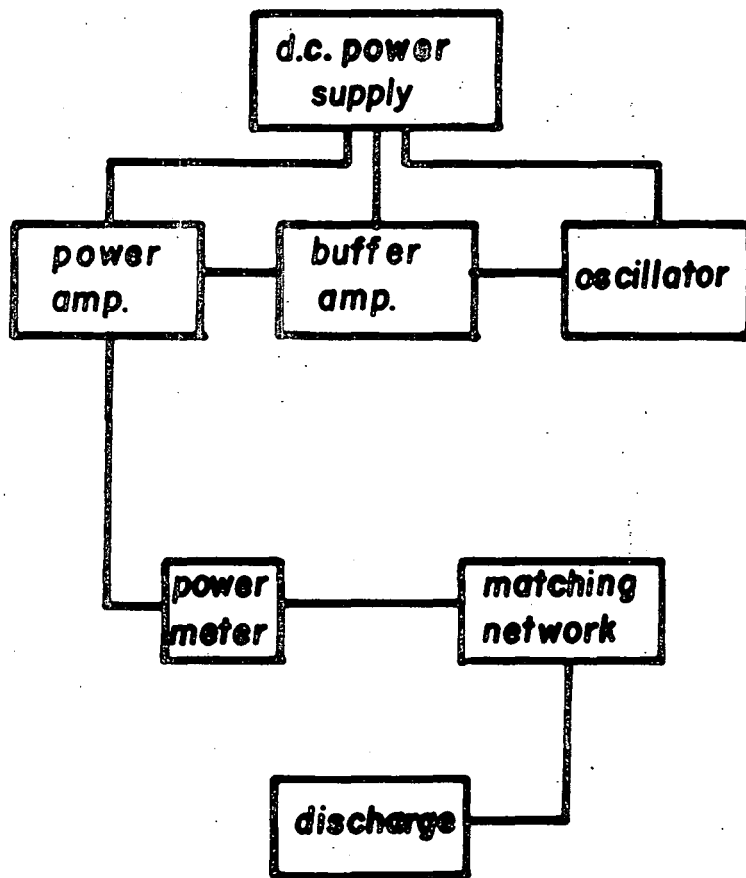 d.c. power
supply
power
amp.
buffer
amp.
oscillator
power
meter
matching
network
discharge